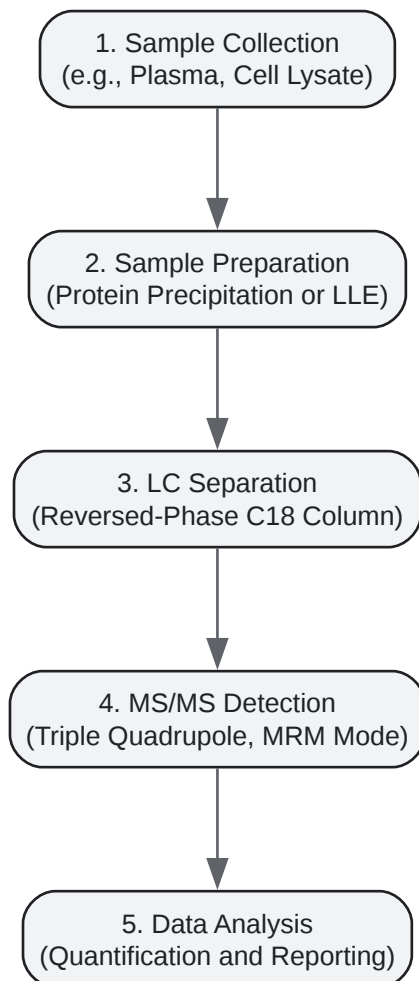 1. Sample Collection
(e.g., Plasma, Cell Lysate)
2. Sample Preparation
(Protein Precipitation or LLE)
3. LC Separation
(Reversed-Phase C18 Column)
4. MS/MS Detection
(Triple Quadrupole, MRM Mode)
5. Data Analysis
(Quantification and Reporting)